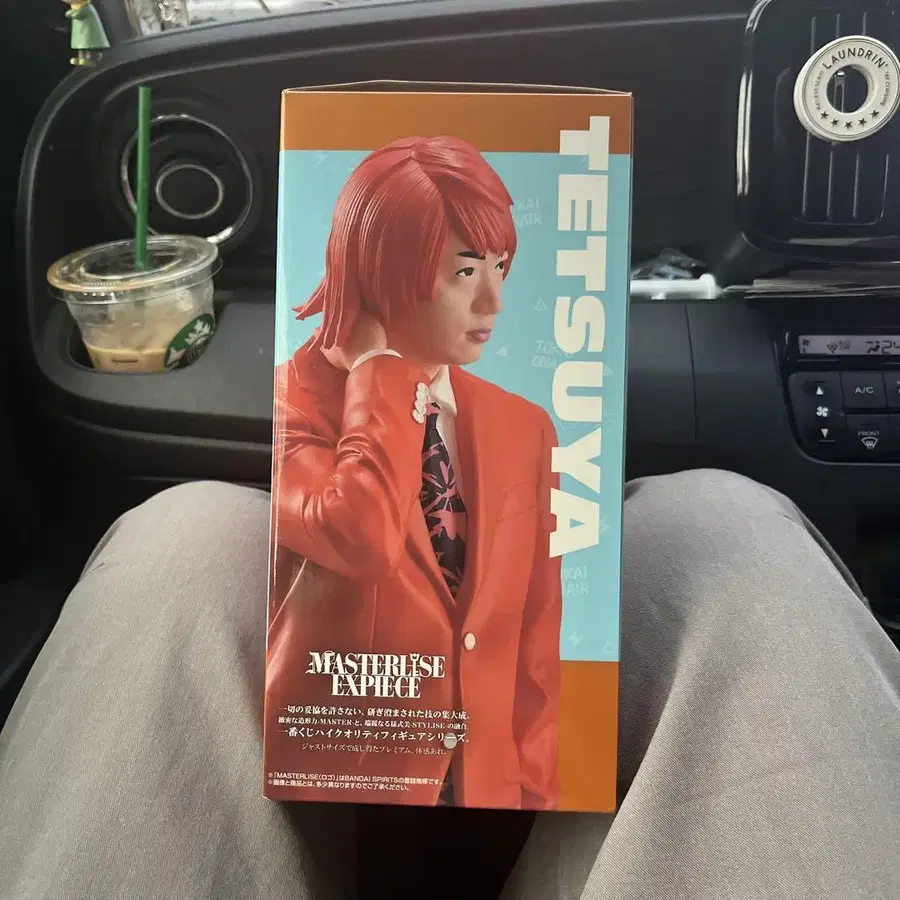 LAUNDRIN'
TETSUYA
TOKAI
ONAIR
MASTERLISE
EXPIECE
一切の妥協を許さない、研ぎ澄まされた技の集大成。
緻密な造形力-MASTER-と、端麗なる様式美-STYLISE-の融合。
一番くじハイクオリティフィギュアシリーズ。
ジャストサイズで成し得たプレミアム、体感あれ。
※「MASTERLISE(ロゴ)」はBANDAI SPIRITSの登録商標です。
※画像と商品とは、多少異なりますのでご了承ください。
24
A/C
FRONT